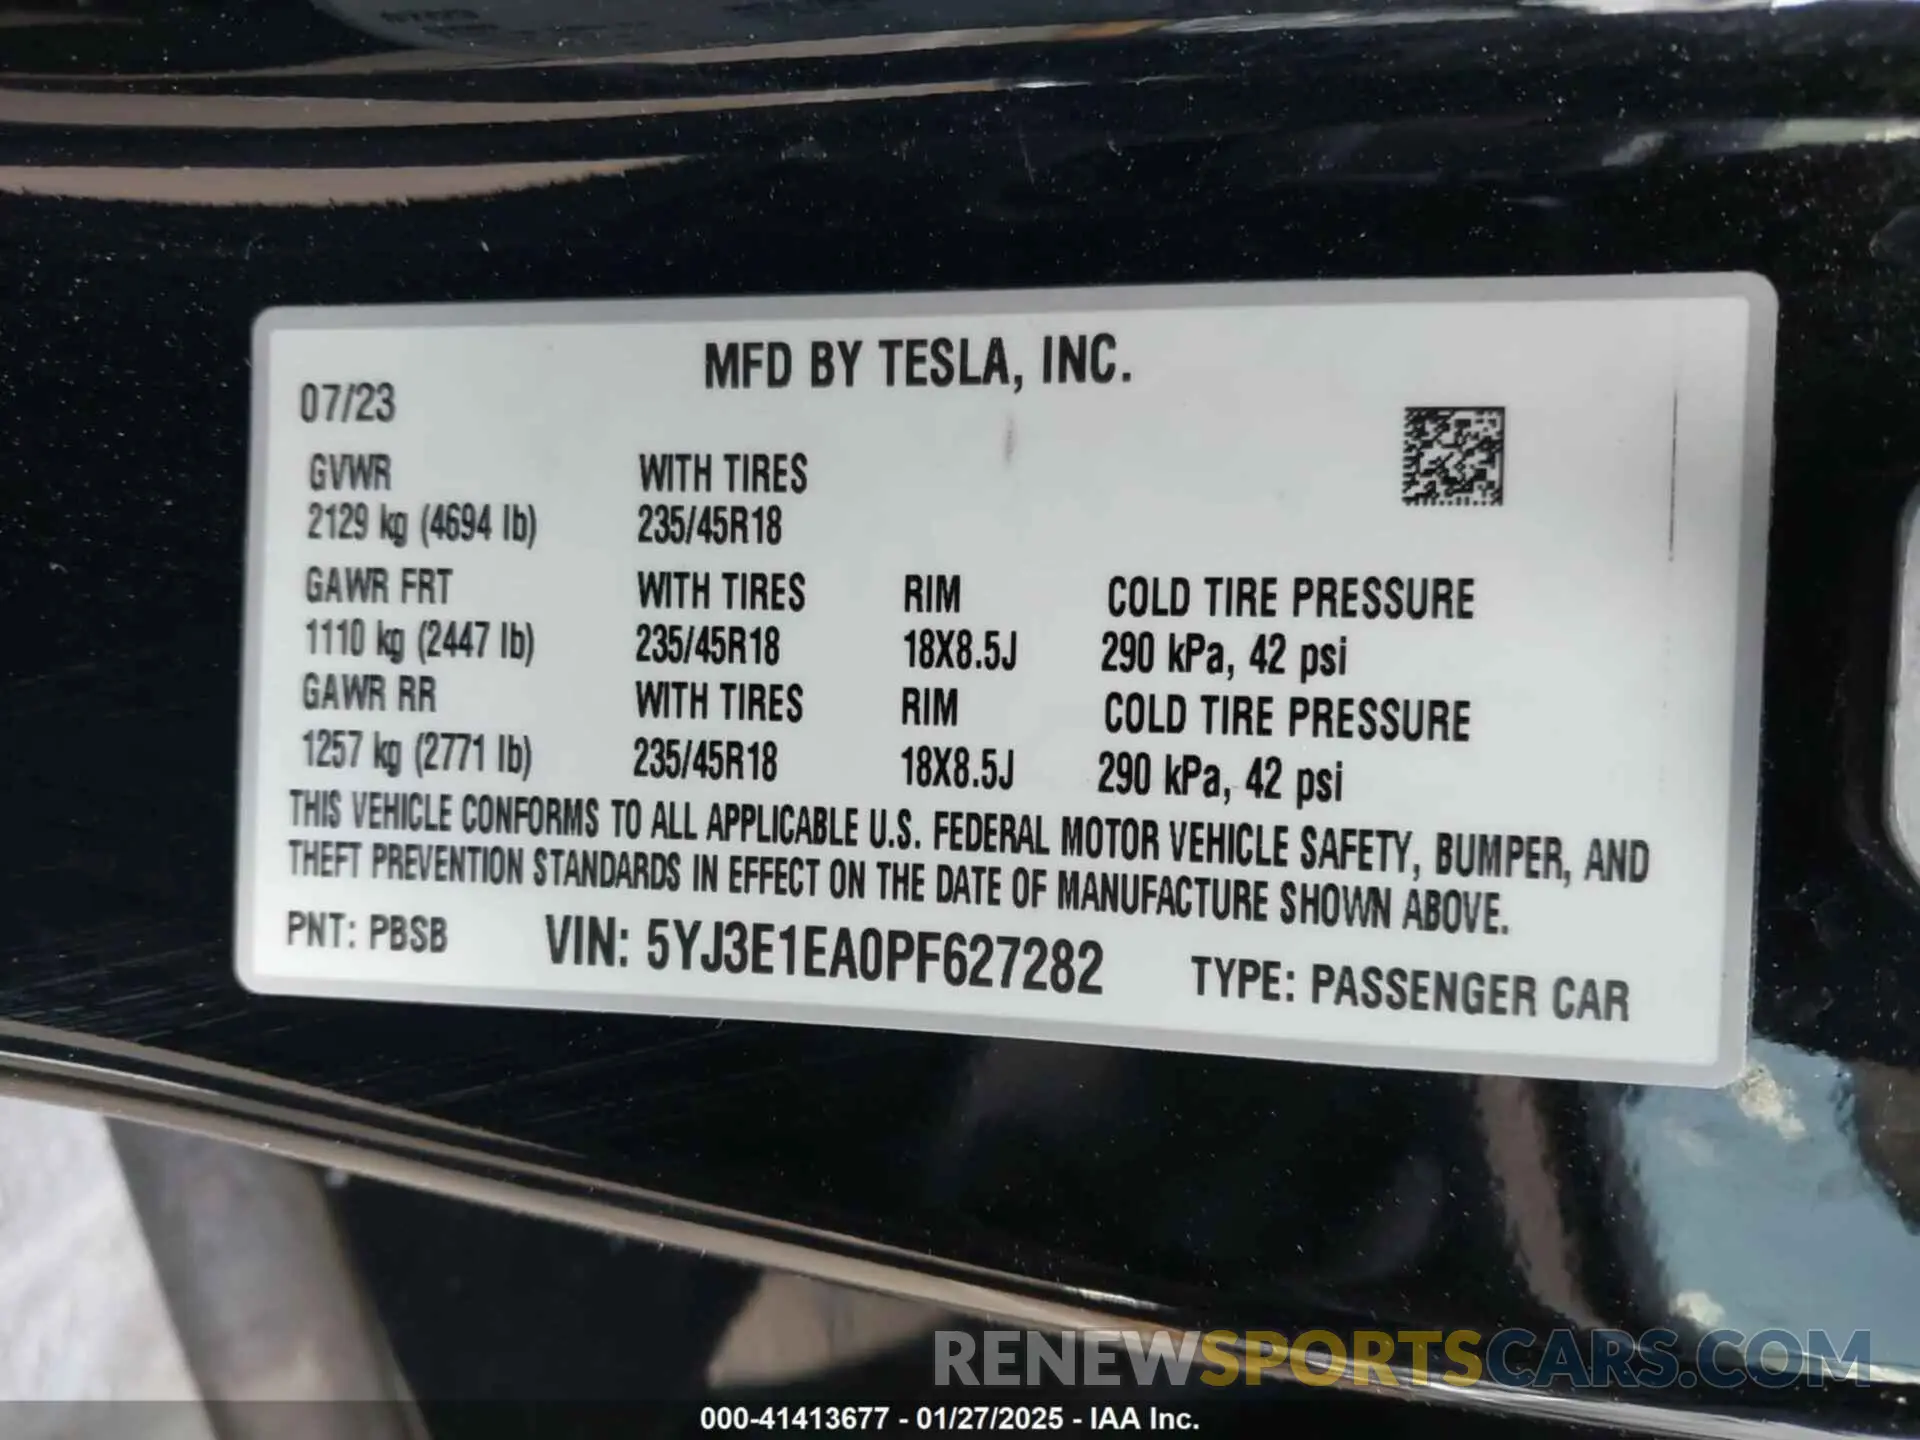 MFD BY TESLA, INC.
07/23
GVWR WITH TIRES
2129 kg (4694 lb) 235/45R18
GAWR FRT WITH TIRES RIM COLD TIRE PRESSURE
1110 kg (2447 lb) 235/45R18 18X8.5J 290 kPa, 42 psi
GAWR RR WITH TIRES RIM COLD TIRE PRESSURE
1257 kg (2771 lb) 235/45R18 18X8.5J 290 kPa, 42 psi
THIS VEHICLE CONFORMS TO ALL APPLICABLE U.S. FEDERAL MOTOR VEHICLE SAFETY, BUMPER, AND
THEFT PREVENTION STANDARDS IN EFFECT ON THE DATE OF MANUFACTURE SHOWN ABOVE.
PNT: PBSB VIN: 5YJ3E1EA0PF627282 TYPE: PASSENGER CAR
RENEWSPORTSCARS.COM
000-41413677 - 01/27/2025 - IAA Inc.